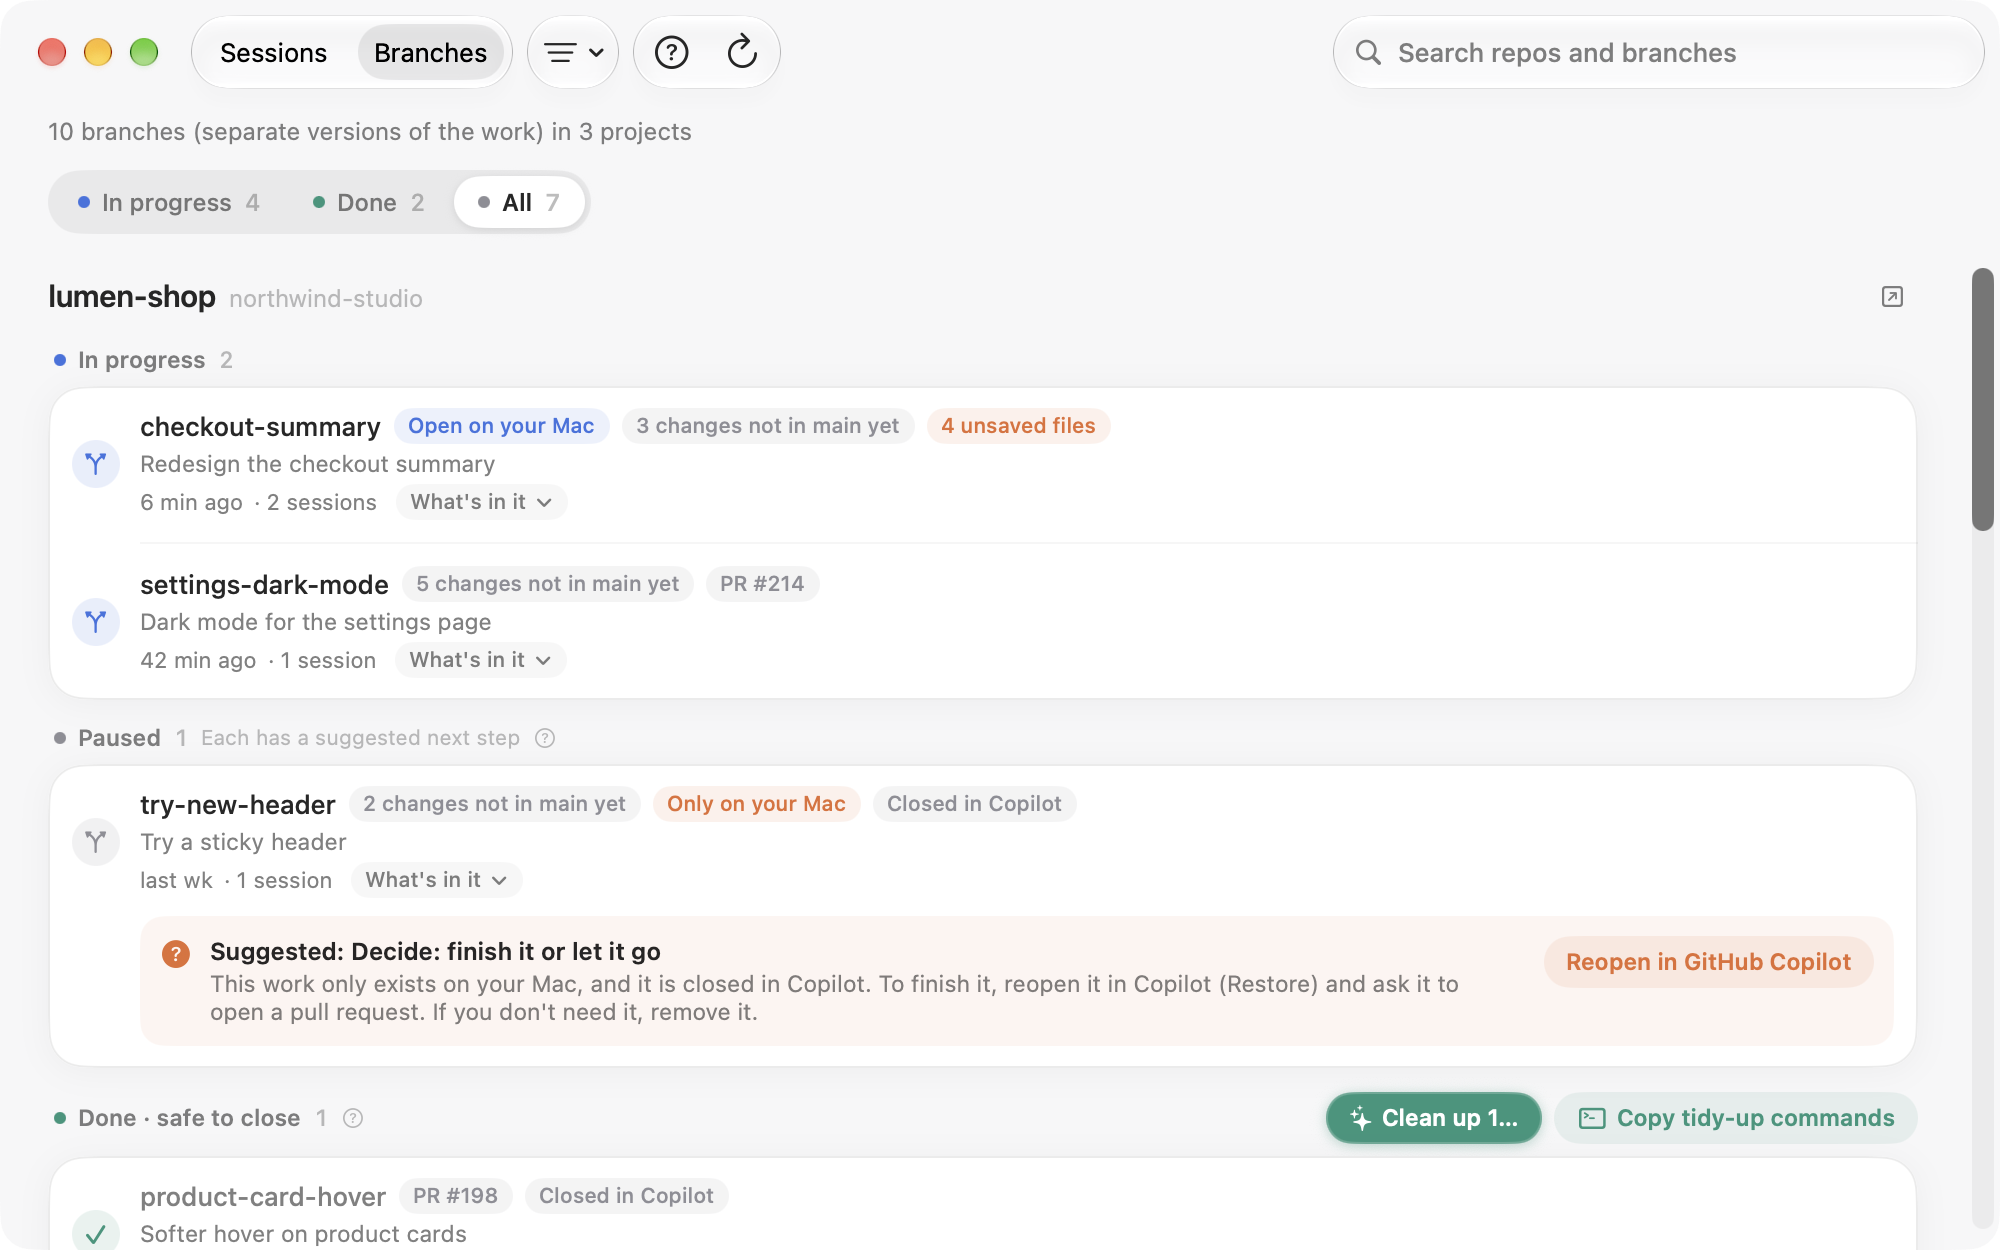 Sessions Branches
Search repos and branches
10 branches (separate versions of the work) in 3 projects
In progress 4 Done 2 All 7
lumen-shop northwind-studio
In progress 2
checkout-summary Open on your Mac 3 changes not in main yet 4 unsaved files
Redesign the checkout summary
6 min ago · 2 sessions What's in it
settings-dark-mode 5 changes not in main yet PR #214
Dark mode for the settings page
42 min ago · 1 session What's in it
Paused 1 Each has a suggested next step ?
try-new-header 2 changes not in main yet Only on your Mac Closed in Copilot
Try a sticky header
last wk · 1 session What's in it
? Suggested: Decide: finish it or let it go
This work only exists on your Mac, and it is closed in Copilot. To finish it, reopen it in Copilot (Restore) and ask it to
open a pull request. If you don't need it, remove it.
Reopen in GitHub Copilot
Done · safe to close 1 ? Clean up 1... Copy tidy-up commands
product-card-hover PR #198 Closed in Copilot
Softer hover on product cards